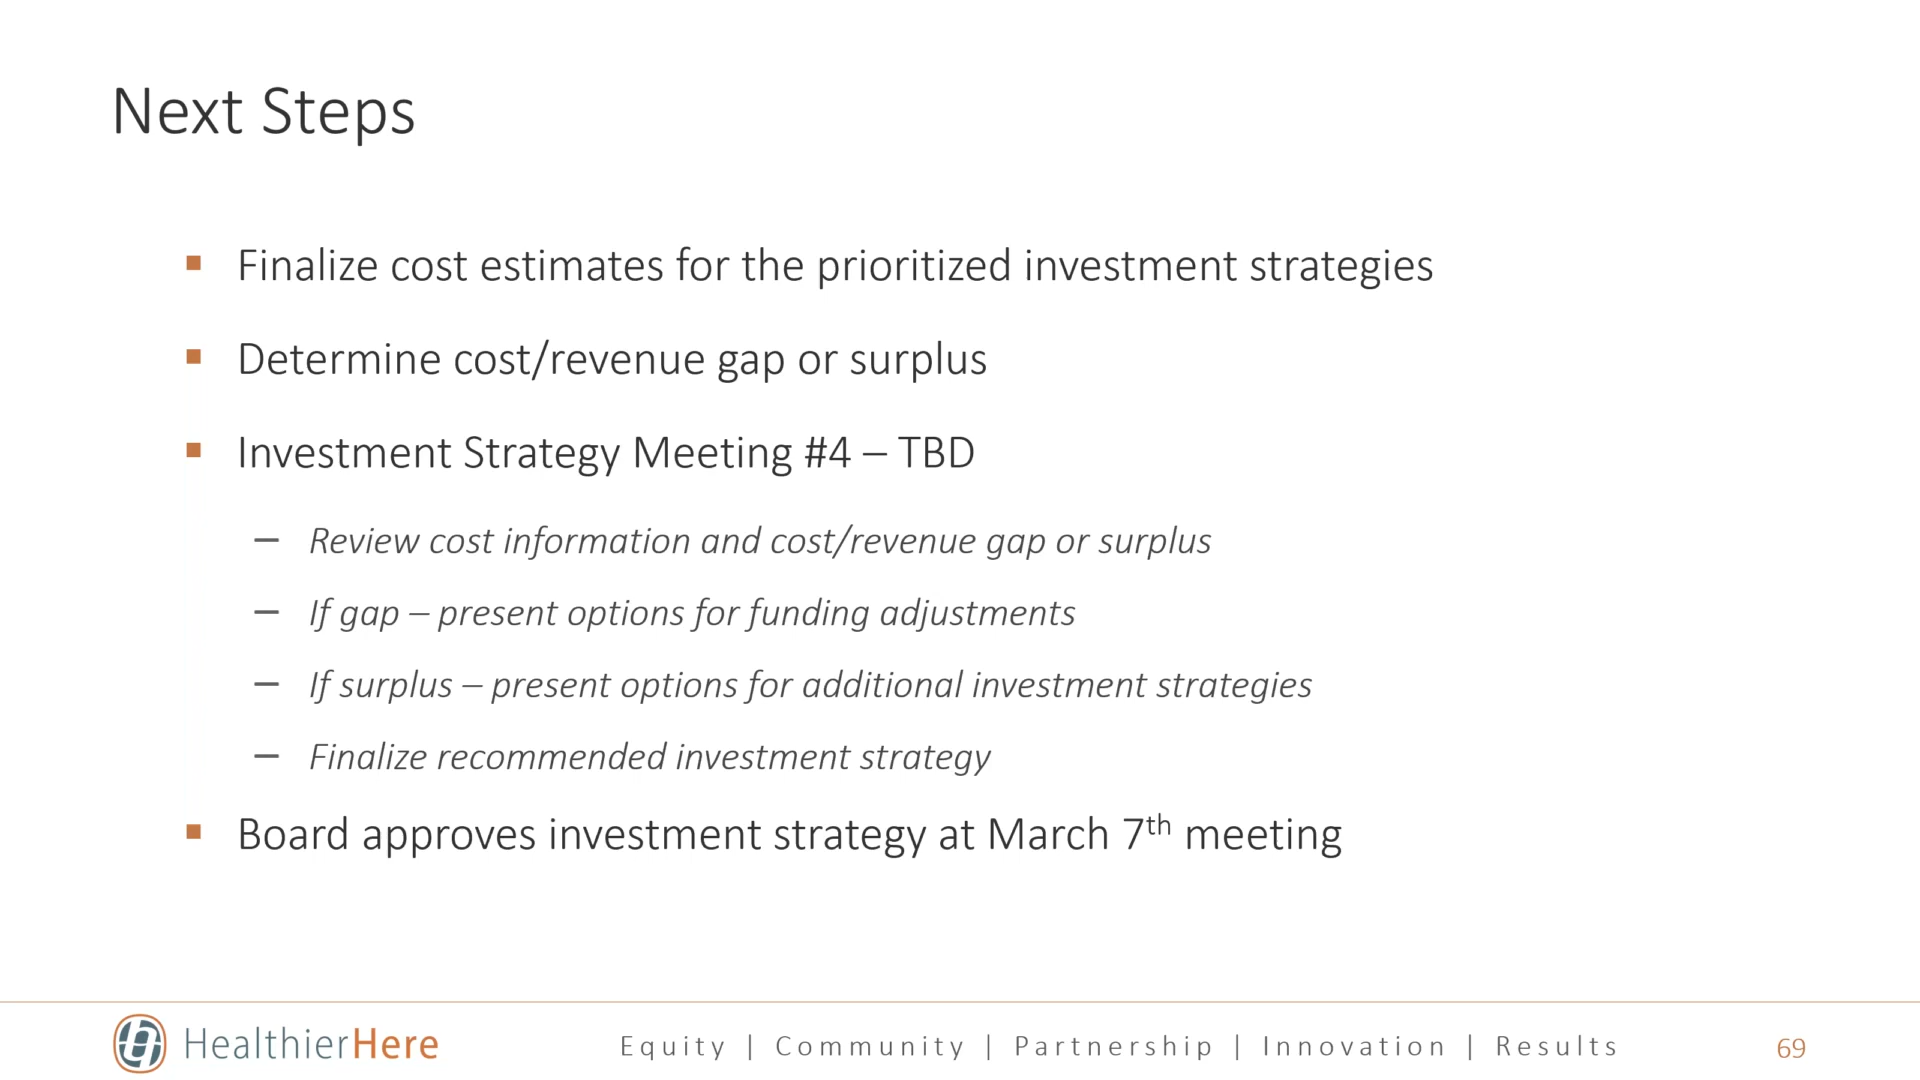 Next Steps
▪ Finalize cost estimates for the prioritized investment strategies
▪ Determine cost/revenue gap or surplus
▪ Investment Strategy Meeting #4 – TBD
– Review cost information and cost/revenue gap or surplus
– If gap – present options for funding adjustments
– If surplus – present options for additional investment strategies
– Finalize recommended investment strategy
▪ Board approves investment strategy at March 7th meeting
HealthierHere
Equity | Community | Partnership | Innovation | Results
69